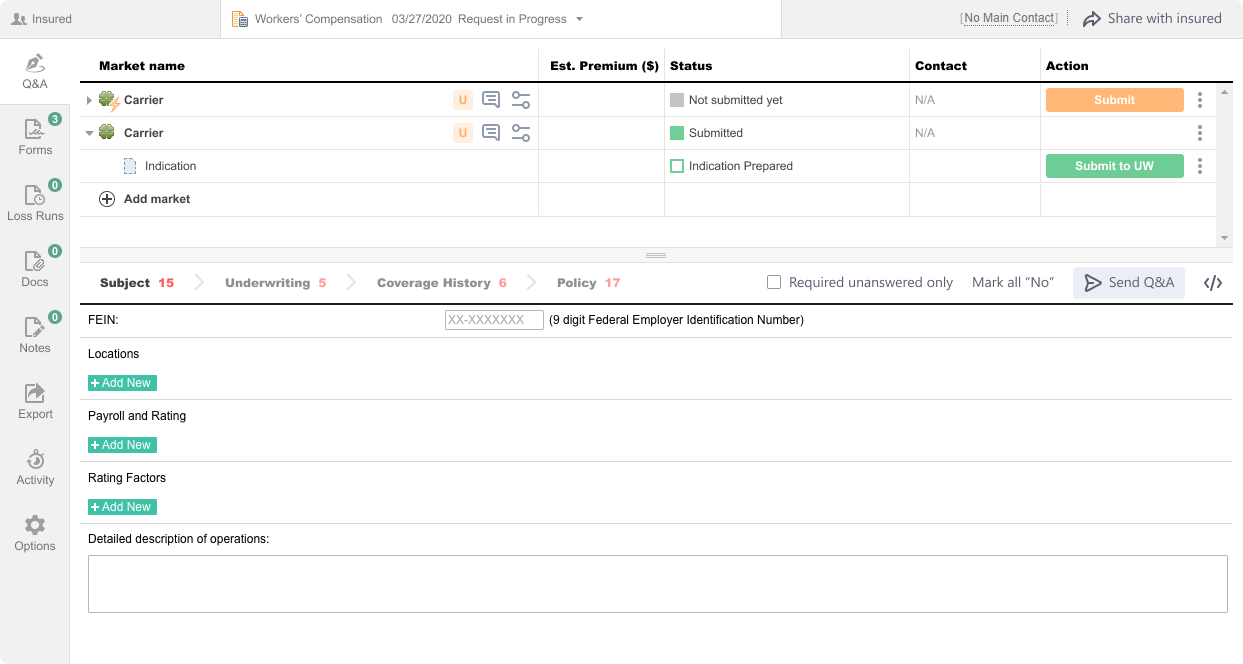 Insured
Workers' Compensation 03/27/2020 Request in Progress
[No Main Contact]
Share with insured
Q&A
Forms 3
Loss Runs 0
Docs 0
Notes 0
Export
Activity
Options
Market name Est. Premium ($) Status Contact Action
Carrier U Not submitted yet N/A Submit
Carrier U Submitted N/A
Indication Indication Prepared Submit to UW
Add market
Subject 15 Underwriting 5 Coverage History 6 Policy 17 Required unanswered only Mark all “No” Send Q&A </>
FEIN: XX-XXXXXXX (9 digit Federal Employer Identification Number)
Locations
+ Add New
Payroll and Rating
+ Add New
Rating Factors
+ Add New
Detailed description of operations: